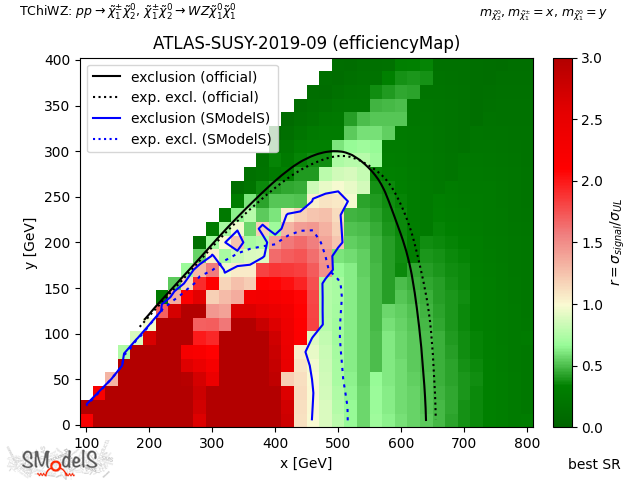 TChiWZ: pp → χ̃₁^± χ̃₂⁰, χ̃₁^± χ̃₂⁰ → WZχ̃₁⁰χ̃₁⁰
m_χ̃₂⁰, m_χ̃₁^± = x, m_χ̃₁⁰ = y
ATLAS-SUSY-2019-09 (efficiencyMap)
exclusion (official)
exp. excl. (official)
exclusion (SModelS)
exp. excl. (SModelS)
400
350
300
250
200
150
100
50
0
y [GeV]
100 200 300 400 500 600 700 800
x [GeV]
3.0
2.5
2.0
1.5
1.0
0.5
0.0
r = σ_signal/σ_UL
best SR
SModelS